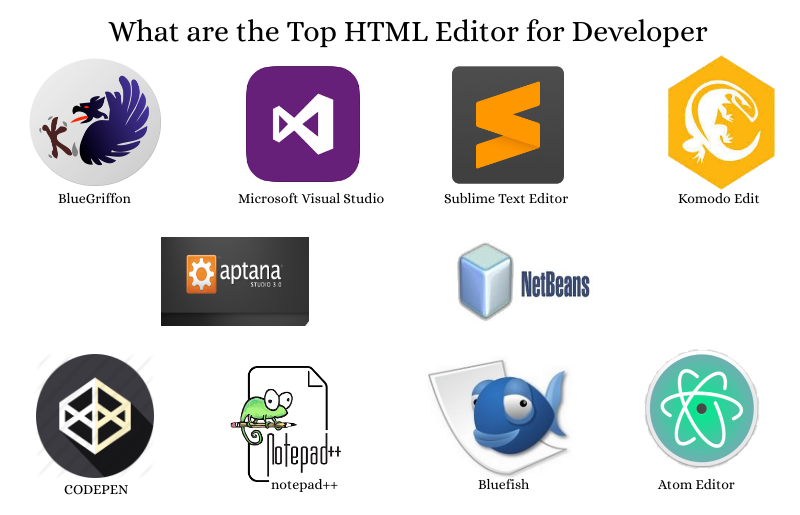 What are the Top HTML Editor for Developer
BlueGriffon
Microsoft Visual Studio
Sublime Text Editor
Komodo Edit
aptana
STUDIO 3.0
NetBeans
CODEPEN
notepad++
notepad++
Bluefish
Atom Editor